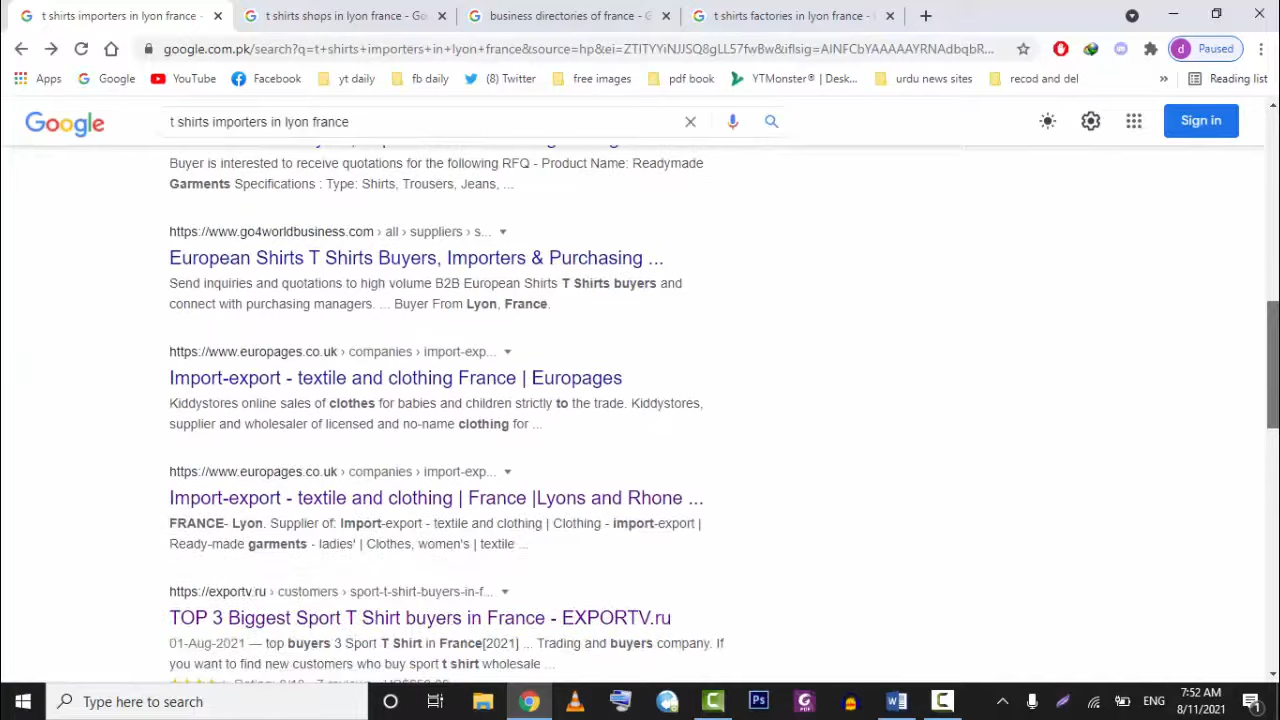 t shirts importers in lyon france -
t shirts shops in lyon france - Go
business directories of france - G
t shirts factories in lyon france -
google.com.pk/search?q=t+shirts+importers+in+lyon+france&source=hp&ei=ZTITYYiNJJSQ8gLL57fwBw&iflsig=AINFCbYAAAAAYRNAdbqbR...
d Paused
Apps
Google
YouTube
Facebook
yt daily
fb daily
(8) Twitter
free images
pdf book
YTMonster® | Desk...
urdu news sites
recod and del
»
Reading list
Google
t shirts importers in lyon france
Sign in
Buyer is interested to receive quotations for the following RFQ - Product Name: Readymade
Garments Specifications : Type: Shirts, Trousers, Jeans, ...
https://www.go4worldbusiness.com › all › suppliers › s...
European Shirts T Shirts Buyers, Importers & Purchasing ...
Send inquiries and quotations to high volume B2B European Shirts T Shirts buyers and
connect with purchasing managers. ... Buyer From Lyon, France.
https://www.europages.co.uk › companies › import-exp...
Import-export - textile and clothing France | Europages
Kiddystores online sales of clothes for babies and children strictly to the trade. Kiddystores,
supplier and wholesaler of licensed and no-name clothing for ...
https://www.europages.co.uk › companies › import-exp...
Import-export - textile and clothing | France |Lyons and Rhone ...
FRANCE- Lyon. Supplier of: Import-export - textile and clothing | Clothing - import-export |
Ready-made garments - ladies' | Clothes, women's | textile ...
https://exportv.ru › customers › sport-t-shirt-buyers-in-f...
TOP 3 Biggest Sport T Shirt buyers in France - EXPORTV.ru
01-Aug-2021 — top buyers 3 Sport T Shirt in France[2021] ... Trading and buyers company. If
you want to find new customers who buy sport t shirt wholesale ...
Type here to search
ENG
7:52 AM
8/11/2021